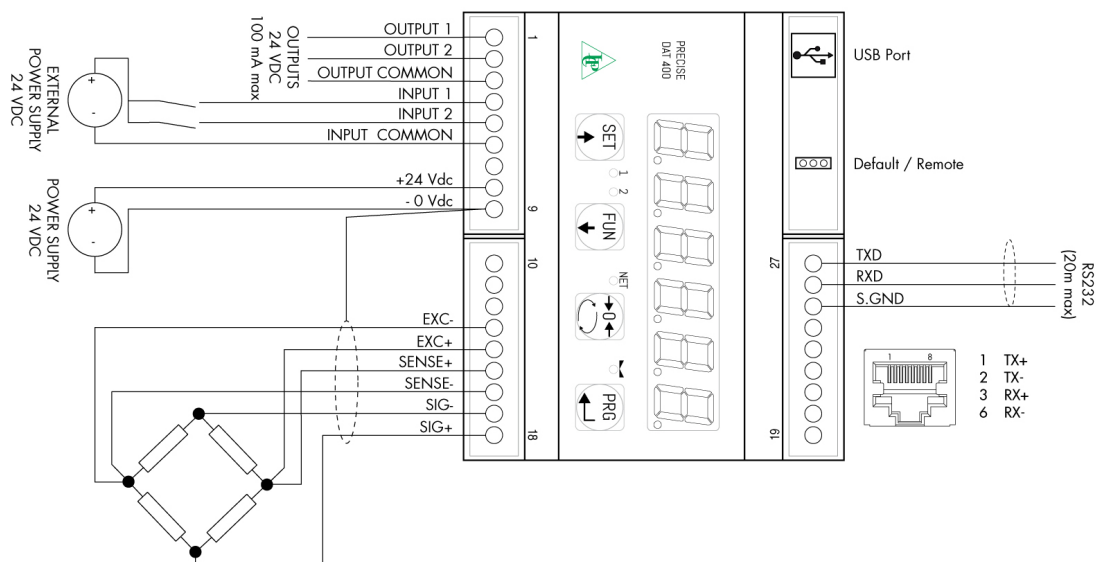 OUTPUT 1
OUTPUT 2
OUTPUT COMMON
INPUT 1
INPUT 2
INPUT COMMON
+24 Vdc
- 0 Vdc
OUTPUTS
24 VDC
100 mA max
EXTERNAL
POWER SUPPLY
24 VDC
+
-
POWER SUPPLY
24 VDC
+
-
EXC-
EXC+
SENSE+
SENSE-
SIG-
SIG+
1
9
10
18
PRECISE
DAT 400
SET
1
2
FUN
NET
0
PRG
USB Port
Default / Remote
27
19
TXD
RXD
S.GND
RS232
(20m max)
1 8
1 TX+
2 TX-
3 RX+
6 RX-